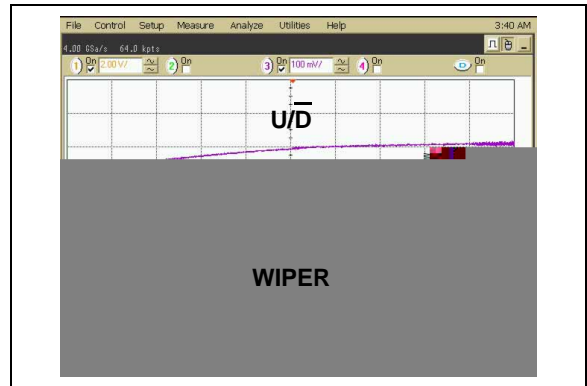 File Control Setup Measure Analyze Utilities Help 3:40 AM
4.00 GSa/s 64.0 kpts
1 On 2.00 V/ 2 On 3 On 100 mV/ 4 On D On
U/D̅
WIPER